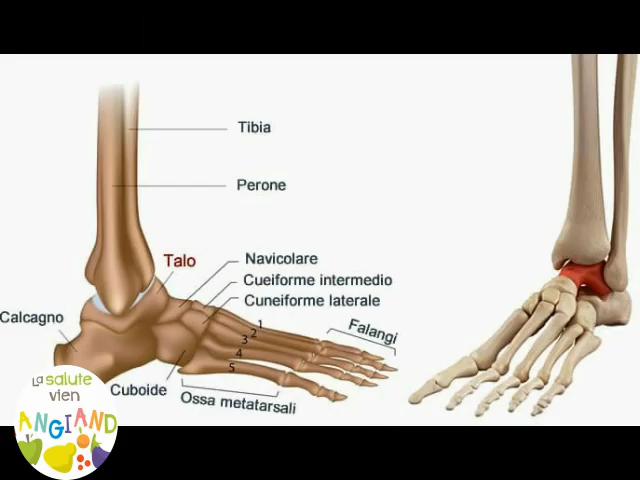 Tibia
Perone
Talo
Navicolare
Cueiforme intermedio
Cuneiforme laterale
Calcagno
1
2
3
4
5
Falangi
Cuboide
Ossa metatarsali
La salute
vien
ANGIAND